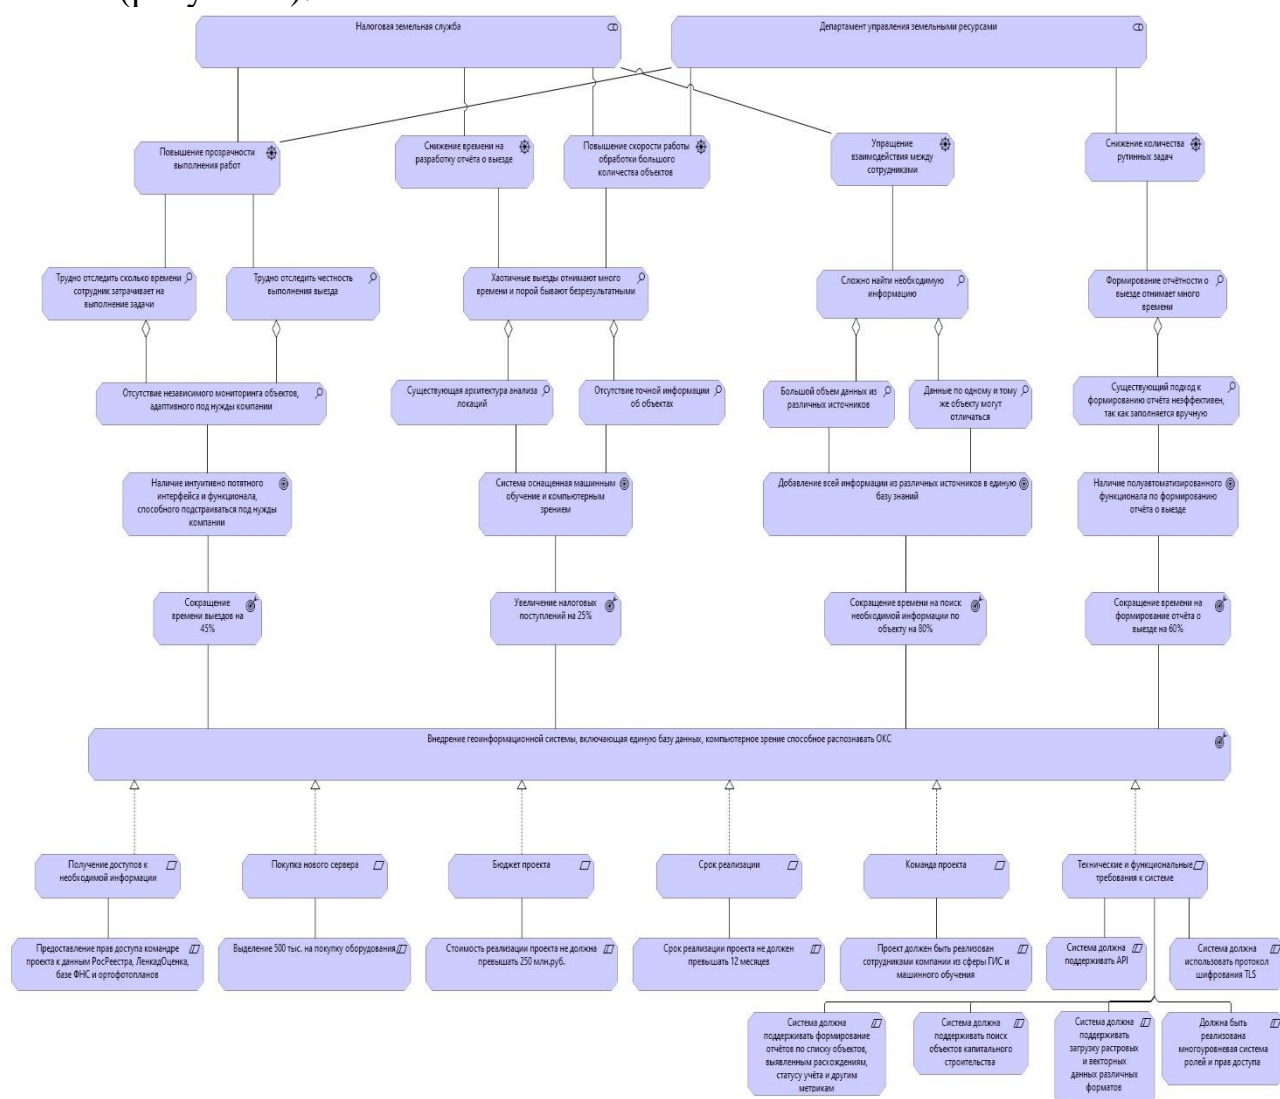 Налоговая земельная служба
Департамент управления земельными ресурсами
Повышение прозрачности
выполнения работ
Снижение времени на
разработку отчёта о выезде
Повышение скорости работы
обработки большого
количества объектов
Упращение
взаимодействия между
сотрудниками
Снижение количества
рутинных задач
Трудно отследить сколько времени
сотрудник затрачивает на
выполнение задачи
Трудно отследить честность
выполнения выезда
Хаотичные выезды отнимают много
времени и порой бывают безрезультатными
Сложно найти необходимую
информацию
Формирование отчётности о
выезде отнимает много
времени
Отсутствие независимого мониторинга объектов,
адаптивного под нужды компании
Существующая архитектура анализа
локаций
Отсутствие точной информации
об объектах
Большой объем данных из
различных источников
Данные по одному и тому
же объекту могут
отличаться
Существующий подход к
формированию отчёта неэффективен,
так как заполняется вручную
Наличие интуитивно потятного
интерфейса и функционала,
способного подстраиваться под нужды
компании
Система оснащенная машинным
обучение и компьютерным
зрением
Добавление всей информации из различных источников в единую
базу знаний
Наличие полуавтоматизированного
функционала по формированию
отчёта о выезде
Сокращение
времени выездов на
45%
Увеличение налоговых
поступлений на 25%
Сокращение времени на поиск
необходимой информации по
объекту на 80%
Сокращение времени на
формирование отчёта о
выезде на 60%
Внедрение геоинформационной системы, включающая единую базу данных, компьютерное зрение способное распознавать ОКС
Получение доступов к
необходимой информации
Покупка нового сервера
Бюджет проекта
Срок реализации
Команда проекта
Технические и функциональные
требования к системе
Предоставление прав доступа командре
проекта к данным РосРеестра, ЛенкадОценка,
базе ФНС и ортофотопланов
Выделение 500 тыс. на покупку оборудования
Стоимость реализации проекта не должна
превышать 250 млн.руб.
Срок реализации проекта не должен
превышать 12 месяцев
Проект должен быть реализован
сотрудниками компании из сферы ГИС и
машинного обучения
Система должна
поддерживать API
Система должна
использовать протокол
шифрования TLS
Система должна
поддерживать формирование
отчётов по списку объектов,
выявленным расхождениям,
статусу учёта и другим
метрикам
Система должна
поддерживать поиск
объектов капитального
строительства
Система должна
поддерживать
загрузку растровых
и векторных
данных различных
форматов
Должна быть
реализована
многоуровневая система
ролей и прав доступа